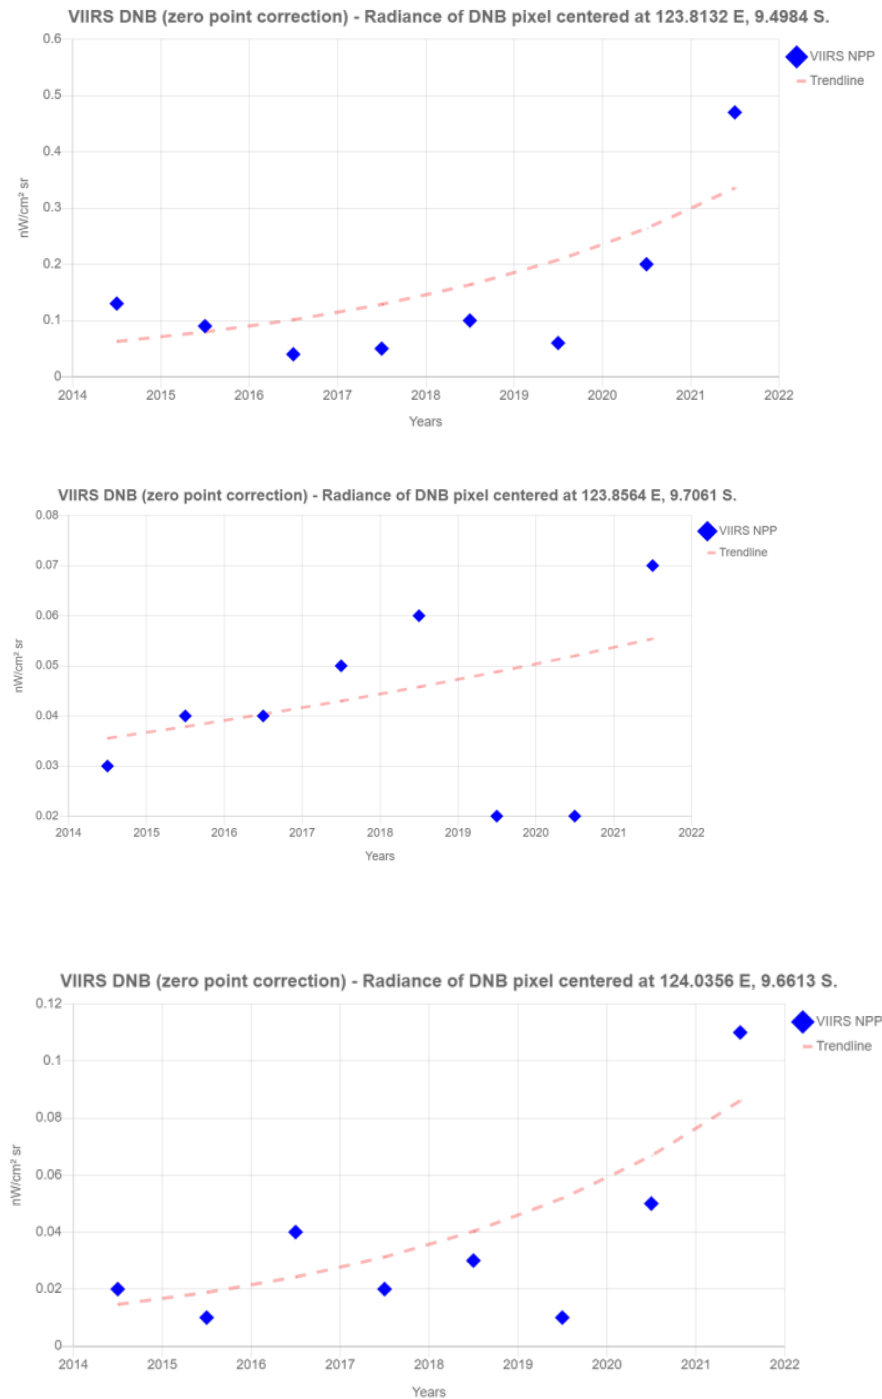 VIIRS DNB (zero point correction) - Radiance of DNB pixel centered at 123.8132 E, 9.4984 S.
0.6
VIIRS NPP
Trendline
0.5
0.4
nW/cm² sr
0.3
0.2
0.1
0
2014 2015 2016 2017 2018 2019 2020 2021 2022
Years
VIIRS DNB (zero point correction) - Radiance of DNB pixel centered at 123.8564 E, 9.7061 S.
0.08
VIIRS NPP
Trendline
0.07
0.06
nW/cm² sr
0.05
0.04
0.03
0.02
2014 2015 2016 2017 2018 2019 2020 2021 2022
Years
VIIRS DNB (zero point correction) - Radiance of DNB pixel centered at 124.0356 E, 9.6613 S.
0.12
VIIRS NPP
Trendline
0.1
0.08
nW/cm² sr
0.06
0.04
0.02
0
2014 2015 2016 2017 2018 2019 2020 2021 2022
Years